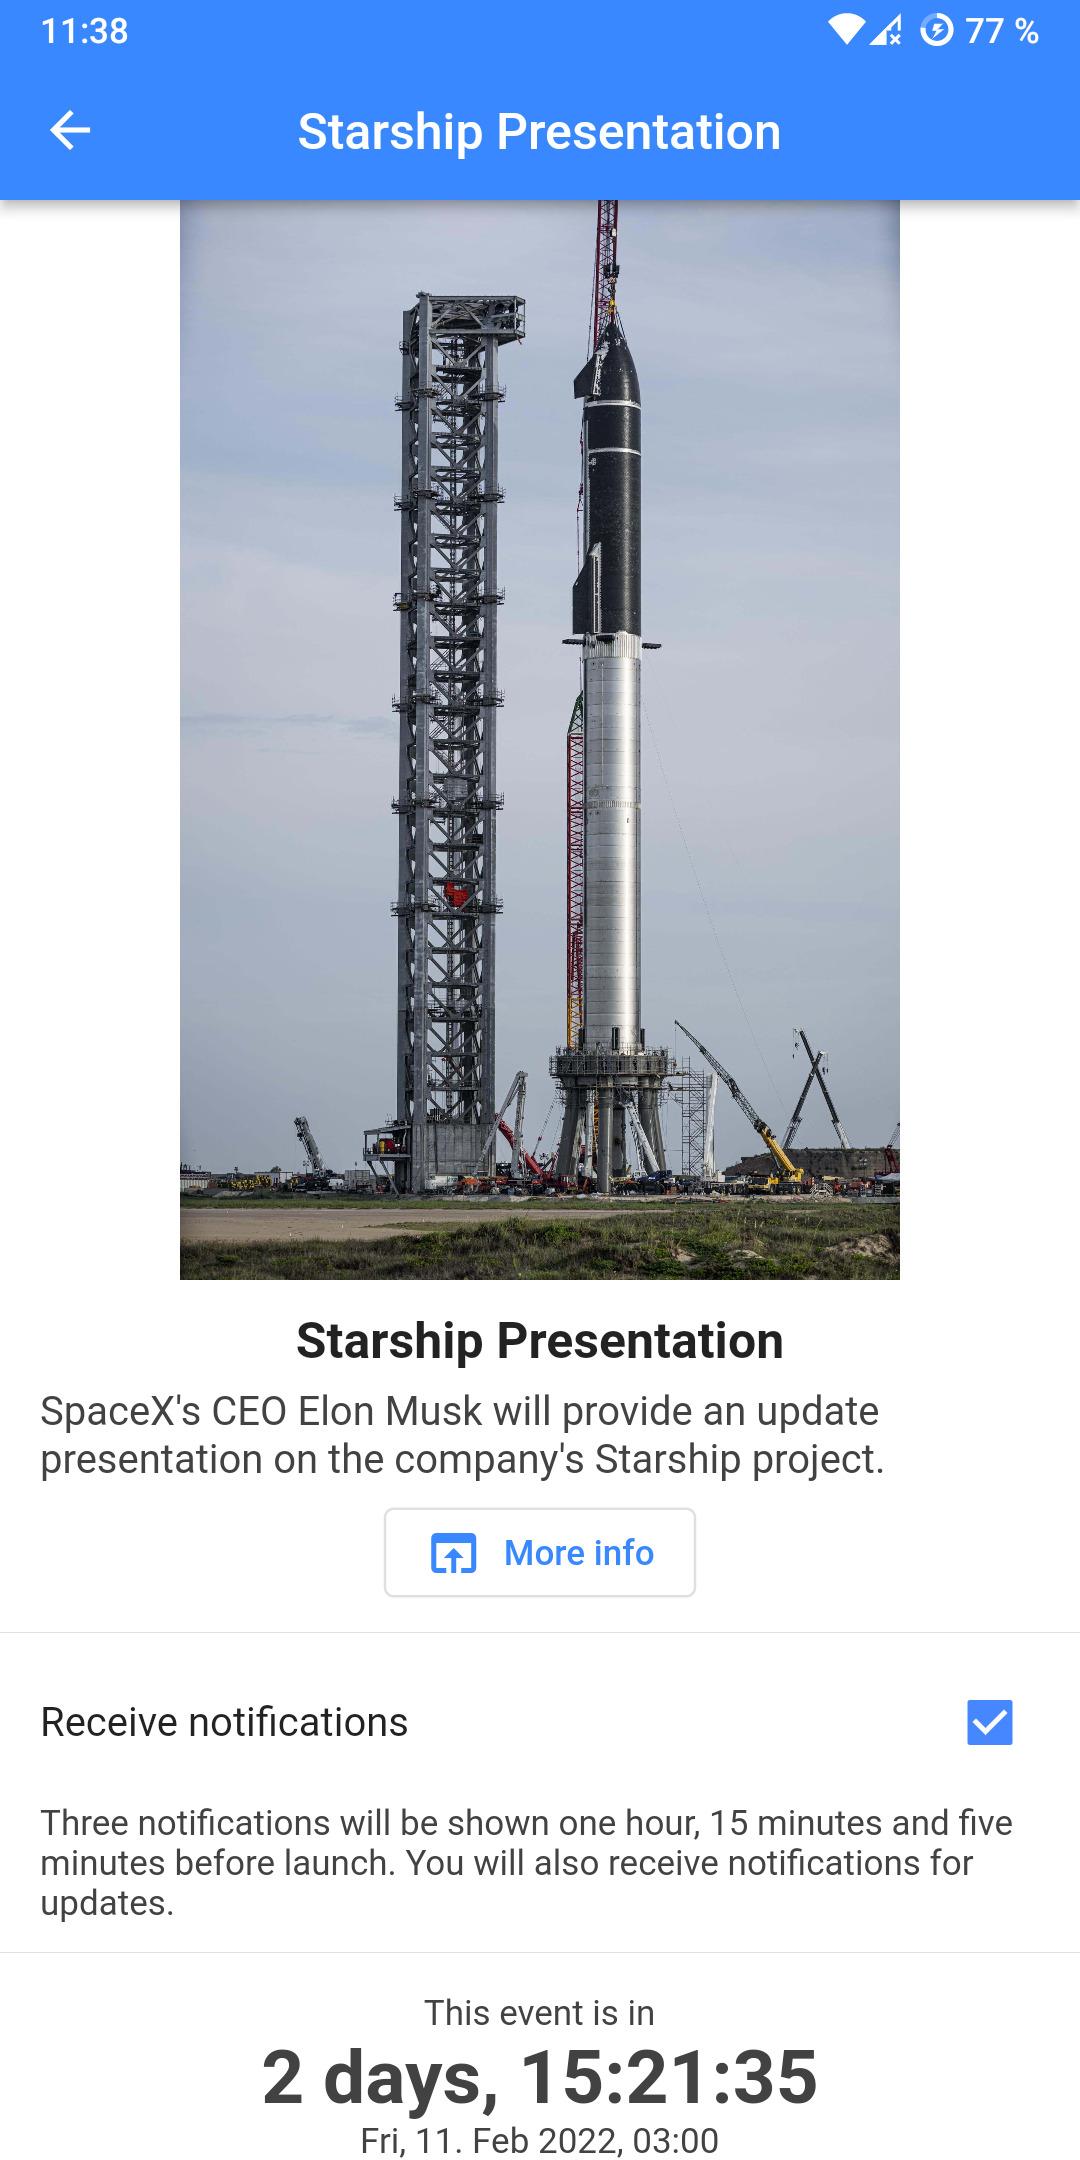 11:38
77 %
Starship Presentation
Starship Presentation
SpaceX's CEO Elon Musk will provide an update
presentation on the company's Starship project.
More info
Receive notifications
Three notifications will be shown one hour, 15 minutes and five
minutes before launch. You will also receive notifications for
updates.
This event is in
2 days, 15:21:35
Fri, 11. Feb 2022, 03:00